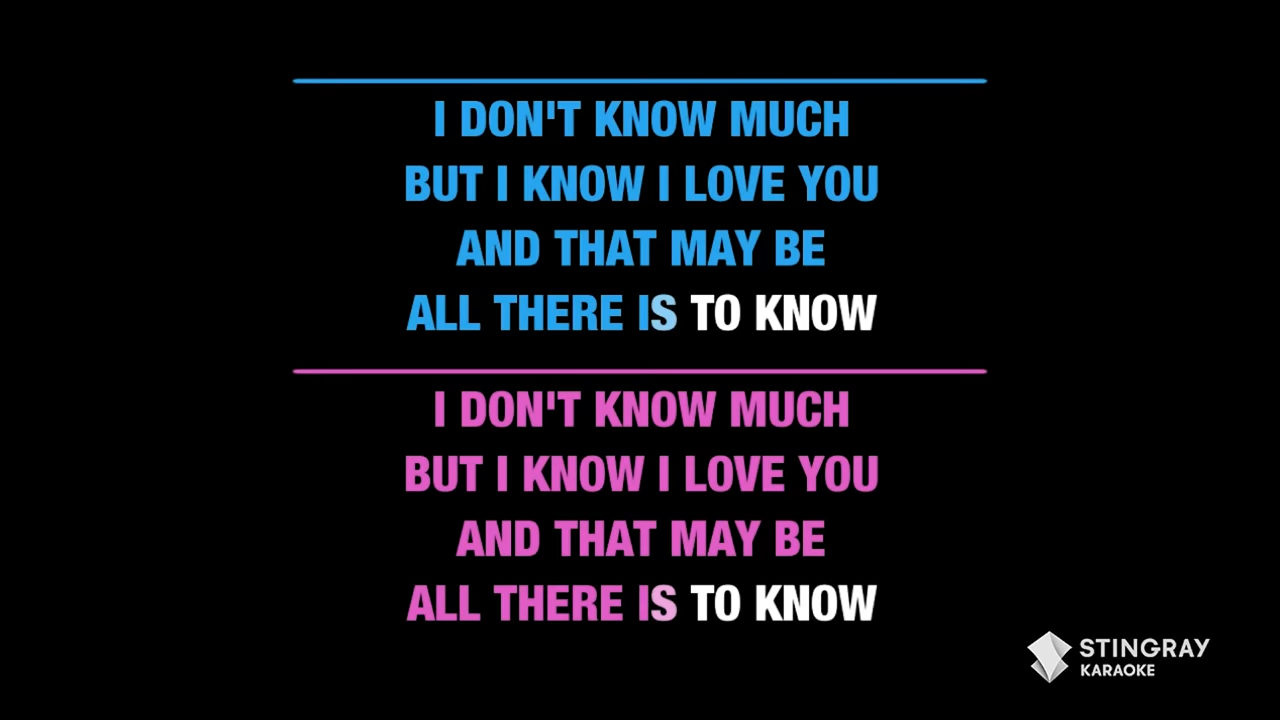 I DON'T KNOW MUCH
BUT I KNOW I LOVE YOU
AND THAT MAY BE
ALL THERE IS TO KNOW
I DON'T KNOW MUCH
BUT I KNOW I LOVE YOU
AND THAT MAY BE
ALL THERE IS TO KNOW
STINGRAY
KARAOKE